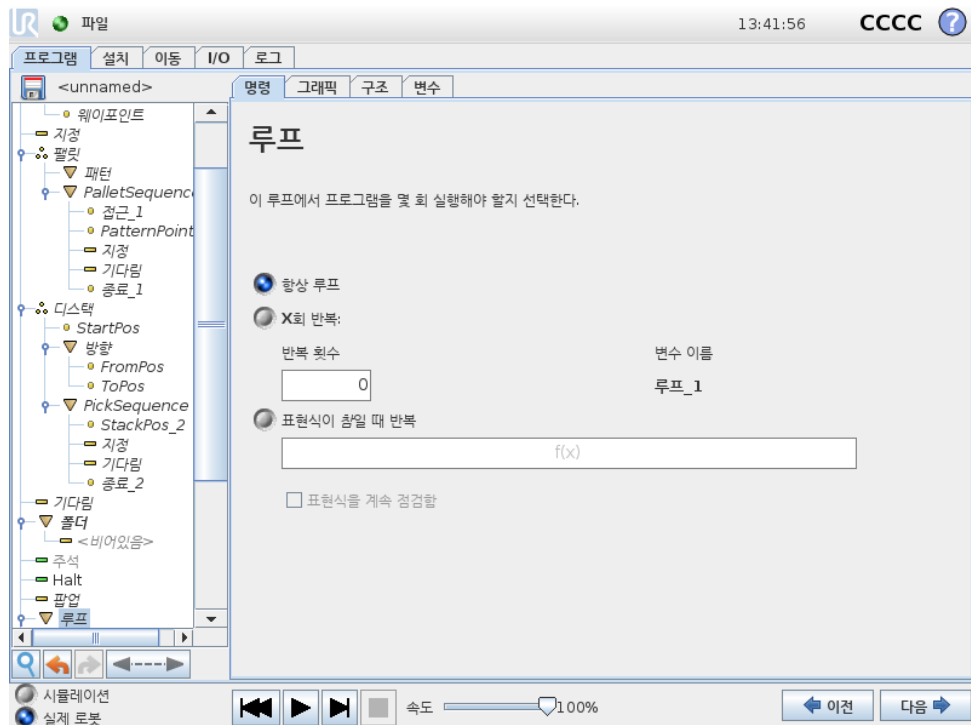 UR 파일 13:41:56 CCCC ?
프로그램 설치 이동 I/O 로그
<unnamed>
명령 그래픽 구조 변수
웨이포인트
지정
팰릿
패턴
PalletSequenc
접근_1
PatternPoint
지정
기다림
종료_1
디스택
StartPos
방향
FromPos
ToPos
PickSequence
StackPos_2
지정
기다림
종료_2
기다림
폴더
<비어있음>
주석
Halt
팝업
루프
루프
이 루프에서 프로그램을 몇 회 실행해야 할지 선택한다.
항상 루프
X회 반복:
반복 횟수 변수 이름
0 루프_1
표현식이 참일 때 반복
f(x)
표현식을 계속 점검함
시뮬레이션
실제 로봇
속도 100%
이전 다음